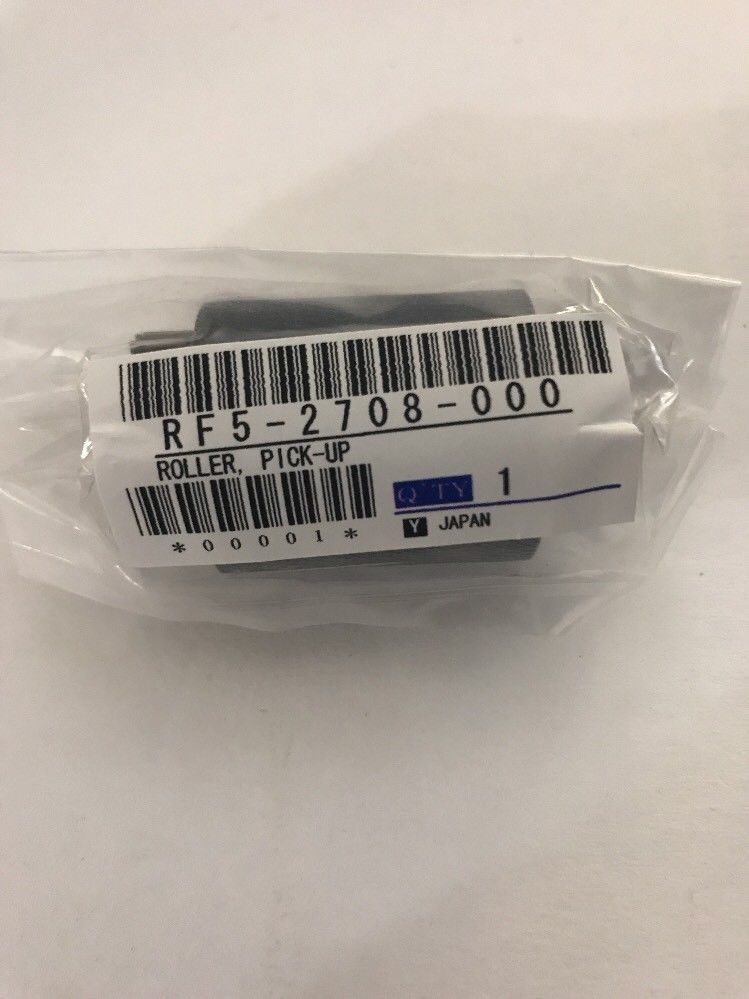 RF5-2708-000
ROLLER, PICK-UP
Q'TY 1
*00001*
Y JAPAN